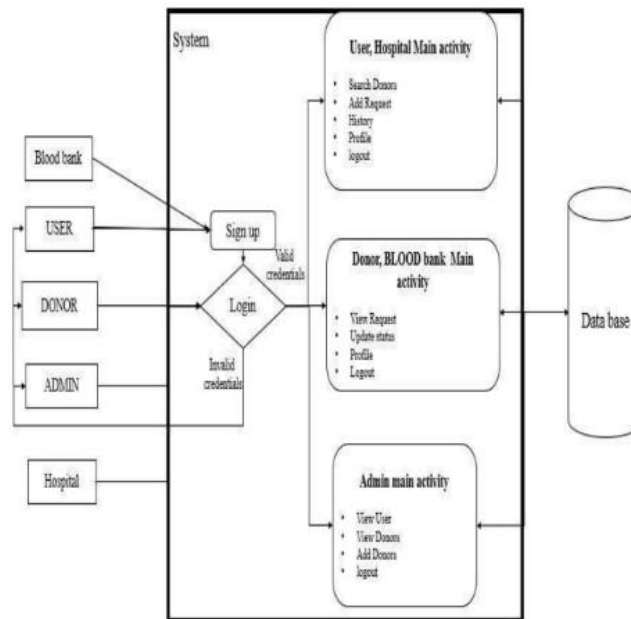 System
User, Hospital Main activity
Search Donors
Add Request
History
Profile
logout
Blood bank
USER
Sign up
Valid
credentials
Donor, BLOOD bank Main
activity
View Request
Update status
Profile
Logout
DONOR
Login
Data base
Invalid
credentials
ADMIN
Hospital
Admin main activity
View User
View Donors
Add Donors
logout